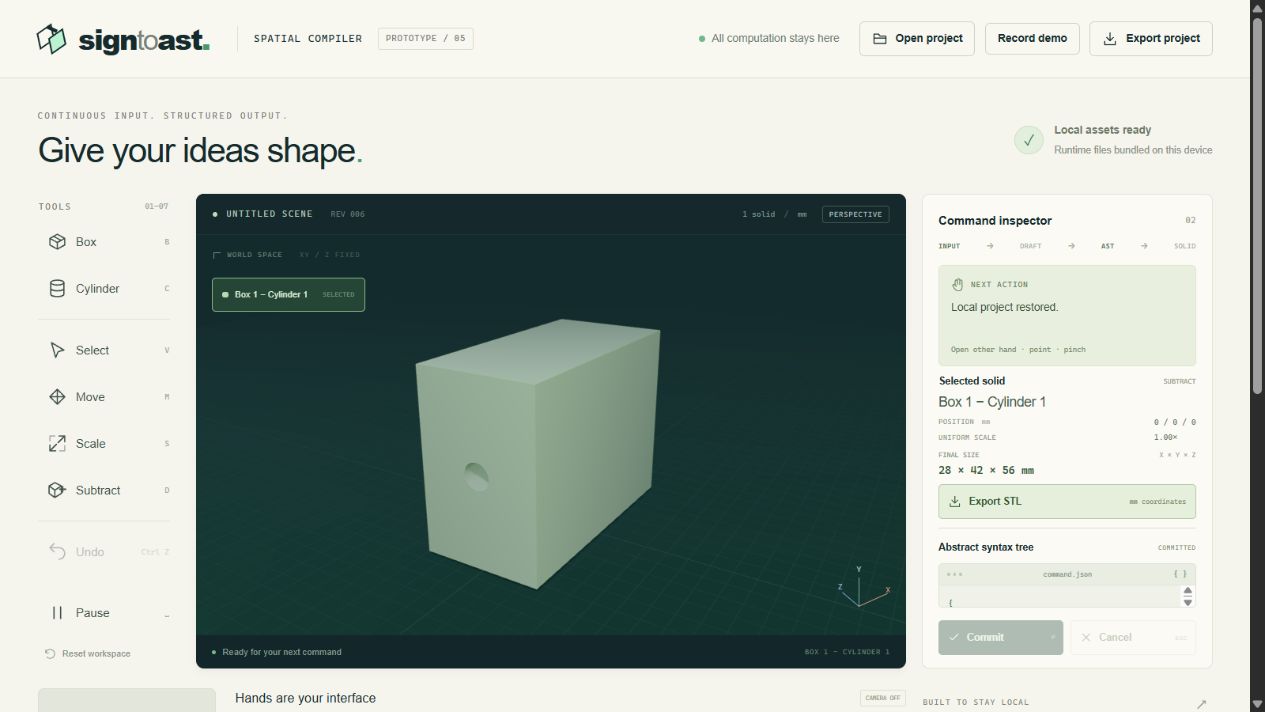 signtoast.
SPATIAL COMPILER
PROTOTYPE / 05
All computation stays here
Open project
Record demo
Export project
CONTINUOUS INPUT. STRUCTURED OUTPUT.
Give your ideas shape.
Local assets ready
Runtime files bundled on this device
TOOLS 01–07
Box B
Cylinder C
Select V
Move M
Scale S
Subtract D
Undo Ctrl Z
Pause
Reset workspace
UNTITLED SCENE REV 006
1 solid / mm PERSPECTIVE
WORLD SPACE XY / Z FIXED
Box 1 − Cylinder 1 SELECTED
Y
Z X
Ready for your next command
BOX 1 − CYLINDER 1
Command inspector 02
INPUT → DRAFT → AST → SOLID
NEXT ACTION
Local project restored.
Open other hand · point · pinch
Selected solid SUBTRACT
Box 1 − Cylinder 1
POSITION mm 0 / 0 / 0
UNIFORM SCALE 1.00×
FINAL SIZE X × Y × Z
28 × 42 × 56 mm
Export STL mm coordinates
Abstract syntax tree COMMITTED
command.json { }
{
Commit
Cancel ESC
Hands are your interface
CAMERA OFF
BUILT TO STAY LOCAL ↗